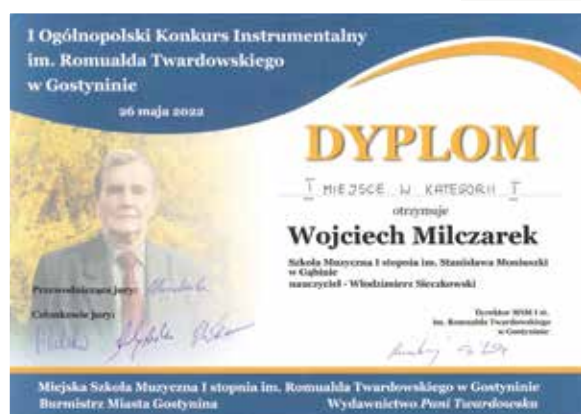 I Ogólnopolski Konkurs Instrumentalny
im. Romualda Twardowskiego
w Gostyninie
26 maja 2022
DYPLOM
I MIEJSCE W KATEGORII I
otrzymuje
Wojciech Milczarek
Szkoła Muzyczna I stopnia im. Stanisława Moniuszki
w Gąbinie
nauczyciel - Włodzimierz Sieczkowski
Przewodnicząca jury:
Członkowie jury:
Dyrektor MSM I st.
im. Romualda Twardowskiego
w Gostyninie
Miejska Szkoła Muzyczna I stopnia im. Romualda Twardowskiego w Gostyninie
Burmistrz Miasta Gostynina Wydawnictwo Pani Twardowska